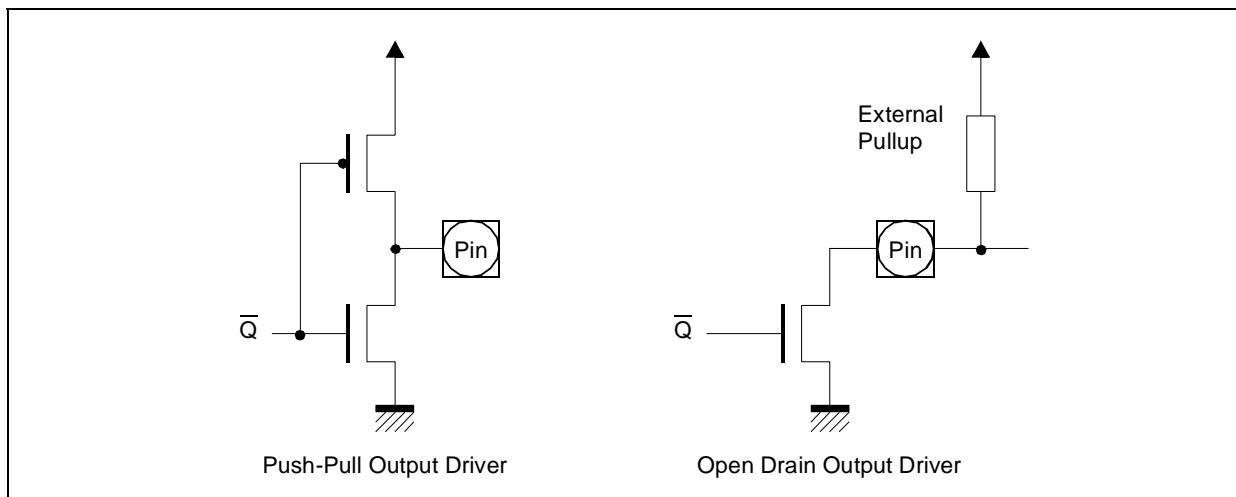 External
Pullup
Pin
Pin
Q̅
Q̅
Push-Pull Output Driver
Open Drain Output Driver